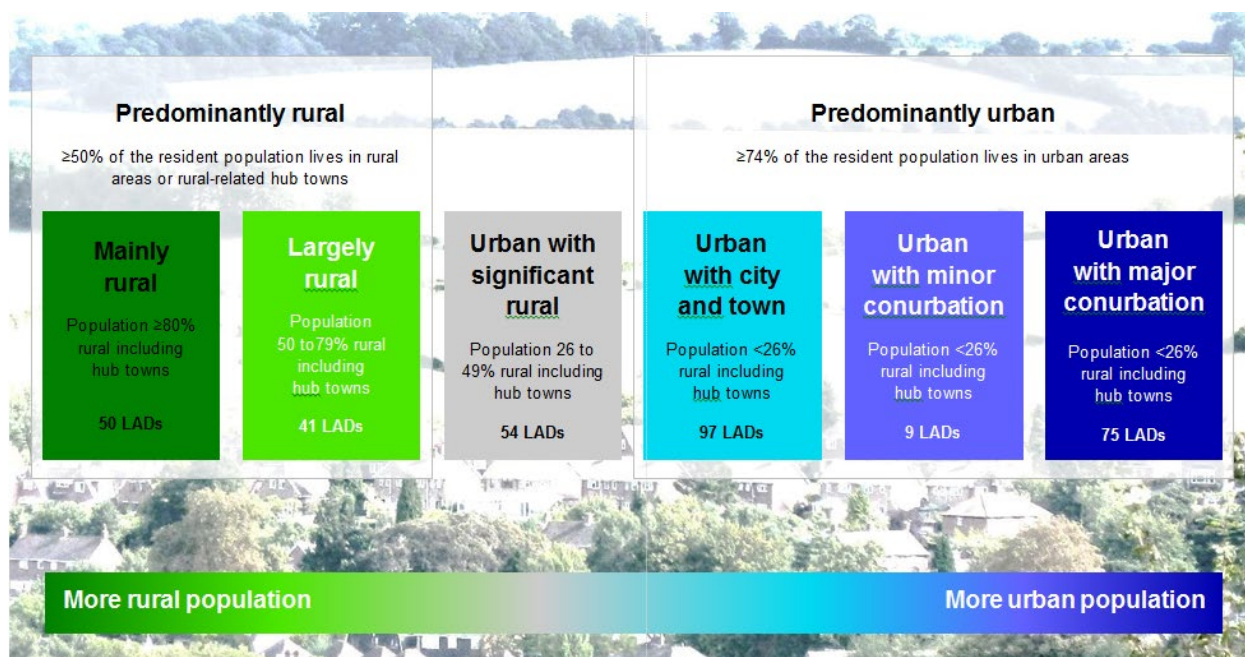 Predominantly rural
≥50% of the resident population lives in rural
areas or rural-related hub towns
Predominantly urban
≥74% of the resident population lives in urban areas
Mainly
rural
Population ≥80%
rural including
hub towns
50 LADs
Largely
rural
Population
50 to79% rural
including
hub towns
41 LADs
Urban with
significant
rural
Population 26 to
49% rural including
hub towns
54 LADs
Urban
with city
and town
Population <26%
rural including
hub towns
97 LADs
Urban
with minor
conurbation
Population <26%
rural including
hub towns
9 LADs
Urban
with major
conurbation
Population <26%
rural including
hub towns
75 LADs
More rural population
More urban population